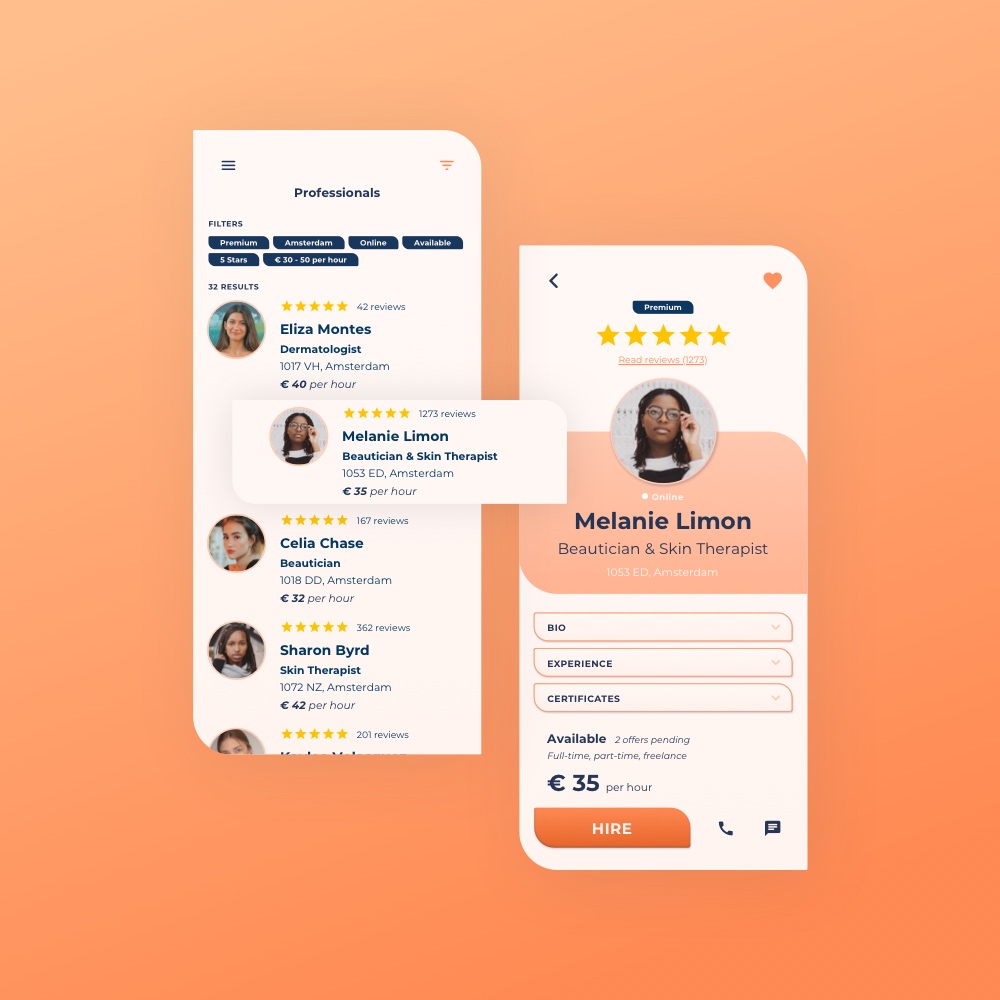 Professionals
FILTERS
Premium Amsterdam Online Available
5 Stars € 30 - 50 per hour
32 RESULTS
42 reviews
Eliza Montes
Dermatologist
1017 VH, Amsterdam
€ 40 per hour
1273 reviews
Melanie Limon
Beautician & Skin Therapist
1053 ED, Amsterdam
€ 35 per hour
167 reviews
Celia Chase
Beautician
1018 DD, Amsterdam
€ 32 per hour
362 reviews
Sharon Byrd
Skin Therapist
1072 NZ, Amsterdam
€ 42 per hour
201 reviews
Premium
Read reviews (1273)
Online
Melanie Limon
Beautician & Skin Therapist
1053 ED, Amsterdam
BIO
EXPERIENCE
CERTIFICATES
Available 2 offers pending
Full-time, part-time, freelance
€ 35 per hour
HIRE